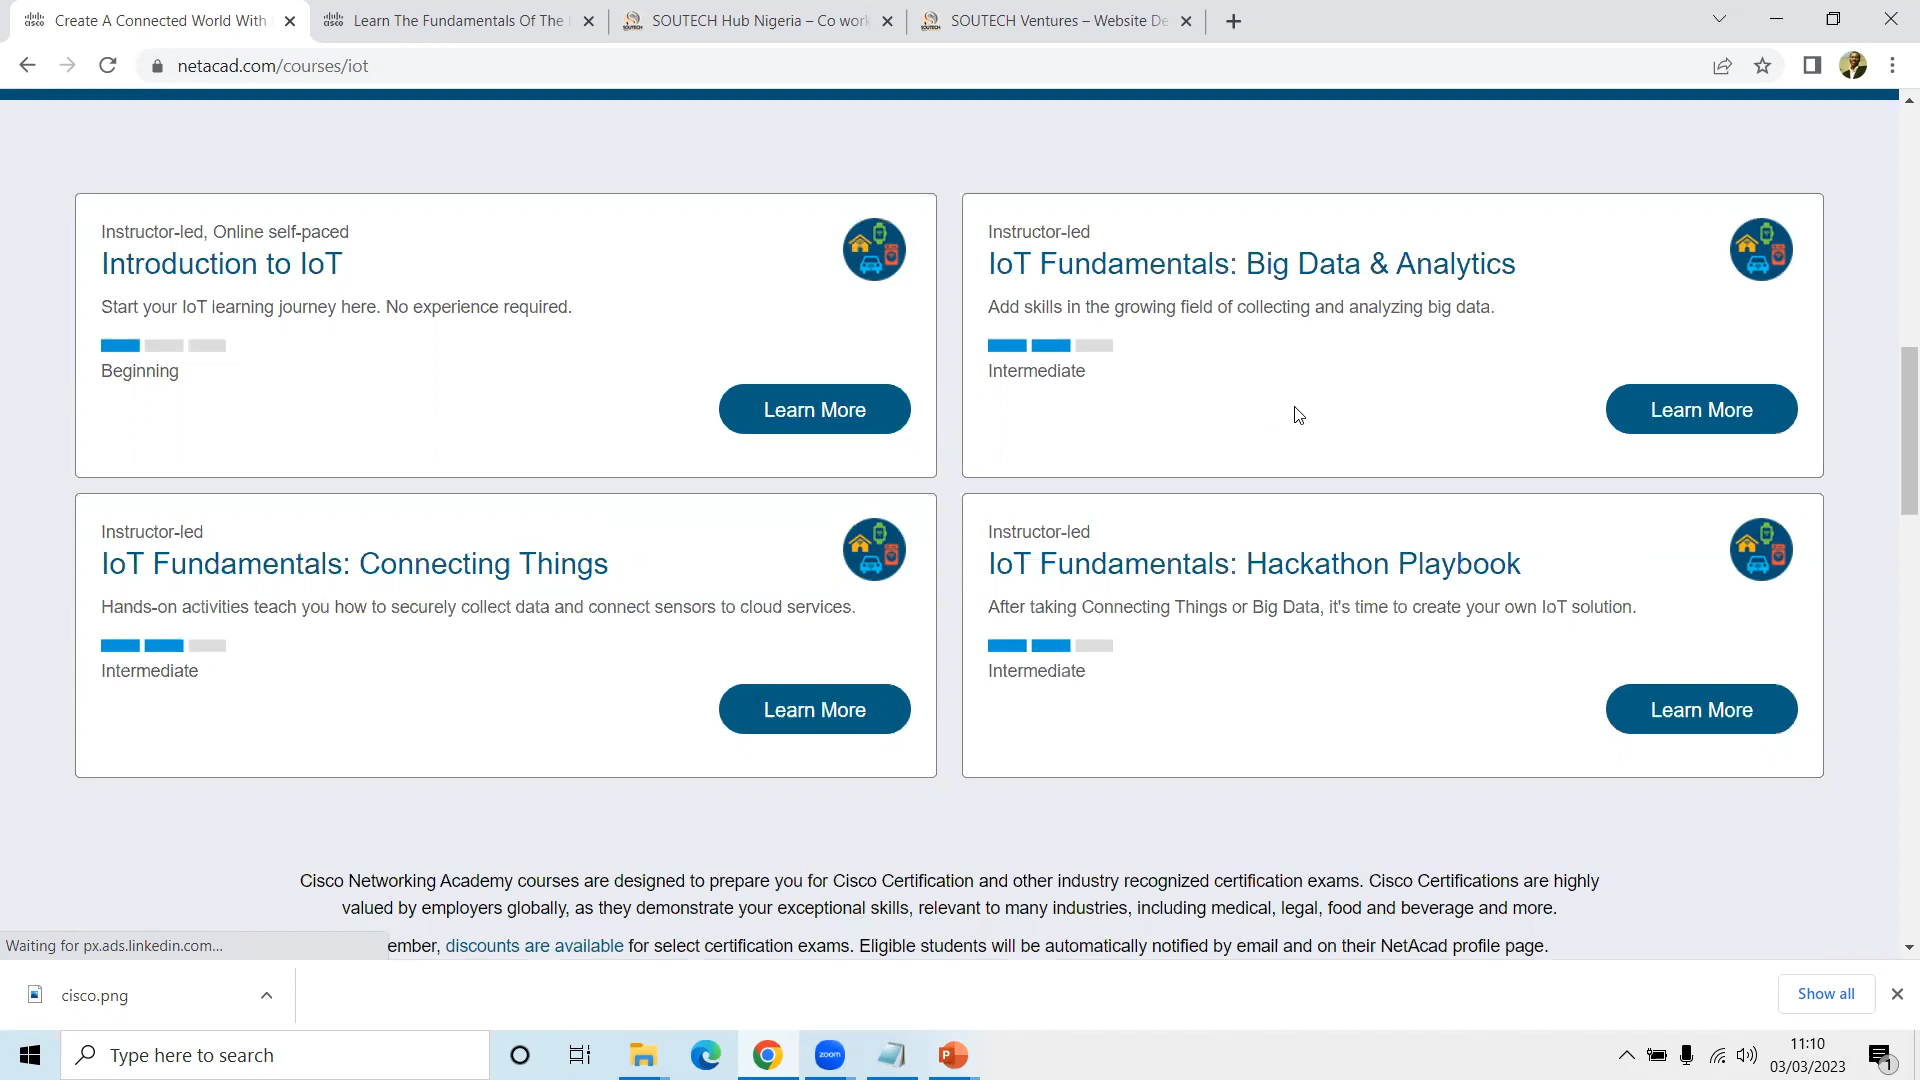 Create A Connected World With
Learn The Fundamentals Of The
SOUTECH Hub Nigeria – Co work
SOUTECH Ventures – Website De
netacad.com/courses/iot
Instructor-led, Online self-paced
Introduction to IoT
Start your IoT learning journey here. No experience required.
Beginning
Learn More
Instructor-led
IoT Fundamentals: Big Data & Analytics
Add skills in the growing field of collecting and analyzing big data.
Intermediate
Learn More
Instructor-led
IoT Fundamentals: Connecting Things
Hands-on activities teach you how to securely collect data and connect sensors to cloud services.
Intermediate
Learn More
Instructor-led
IoT Fundamentals: Hackathon Playbook
After taking Connecting Things or Big Data, it's time to create your own IoT solution.
Intermediate
Learn More
Cisco Networking Academy courses are designed to prepare you for Cisco Certification and other industry recognized certification exams. Cisco Certifications are highly
valued by employers globally, as they demonstrate your exceptional skills, relevant to many industries, including medical, legal, food and beverage and more.
ember, discounts are available for select certification exams. Eligible students will be automatically notified by email and on their NetAcad profile page.
Waiting for px.ads.linkedin.com...
cisco.png
Show all
Type here to search
zoom
11:10
03/03/2023
1